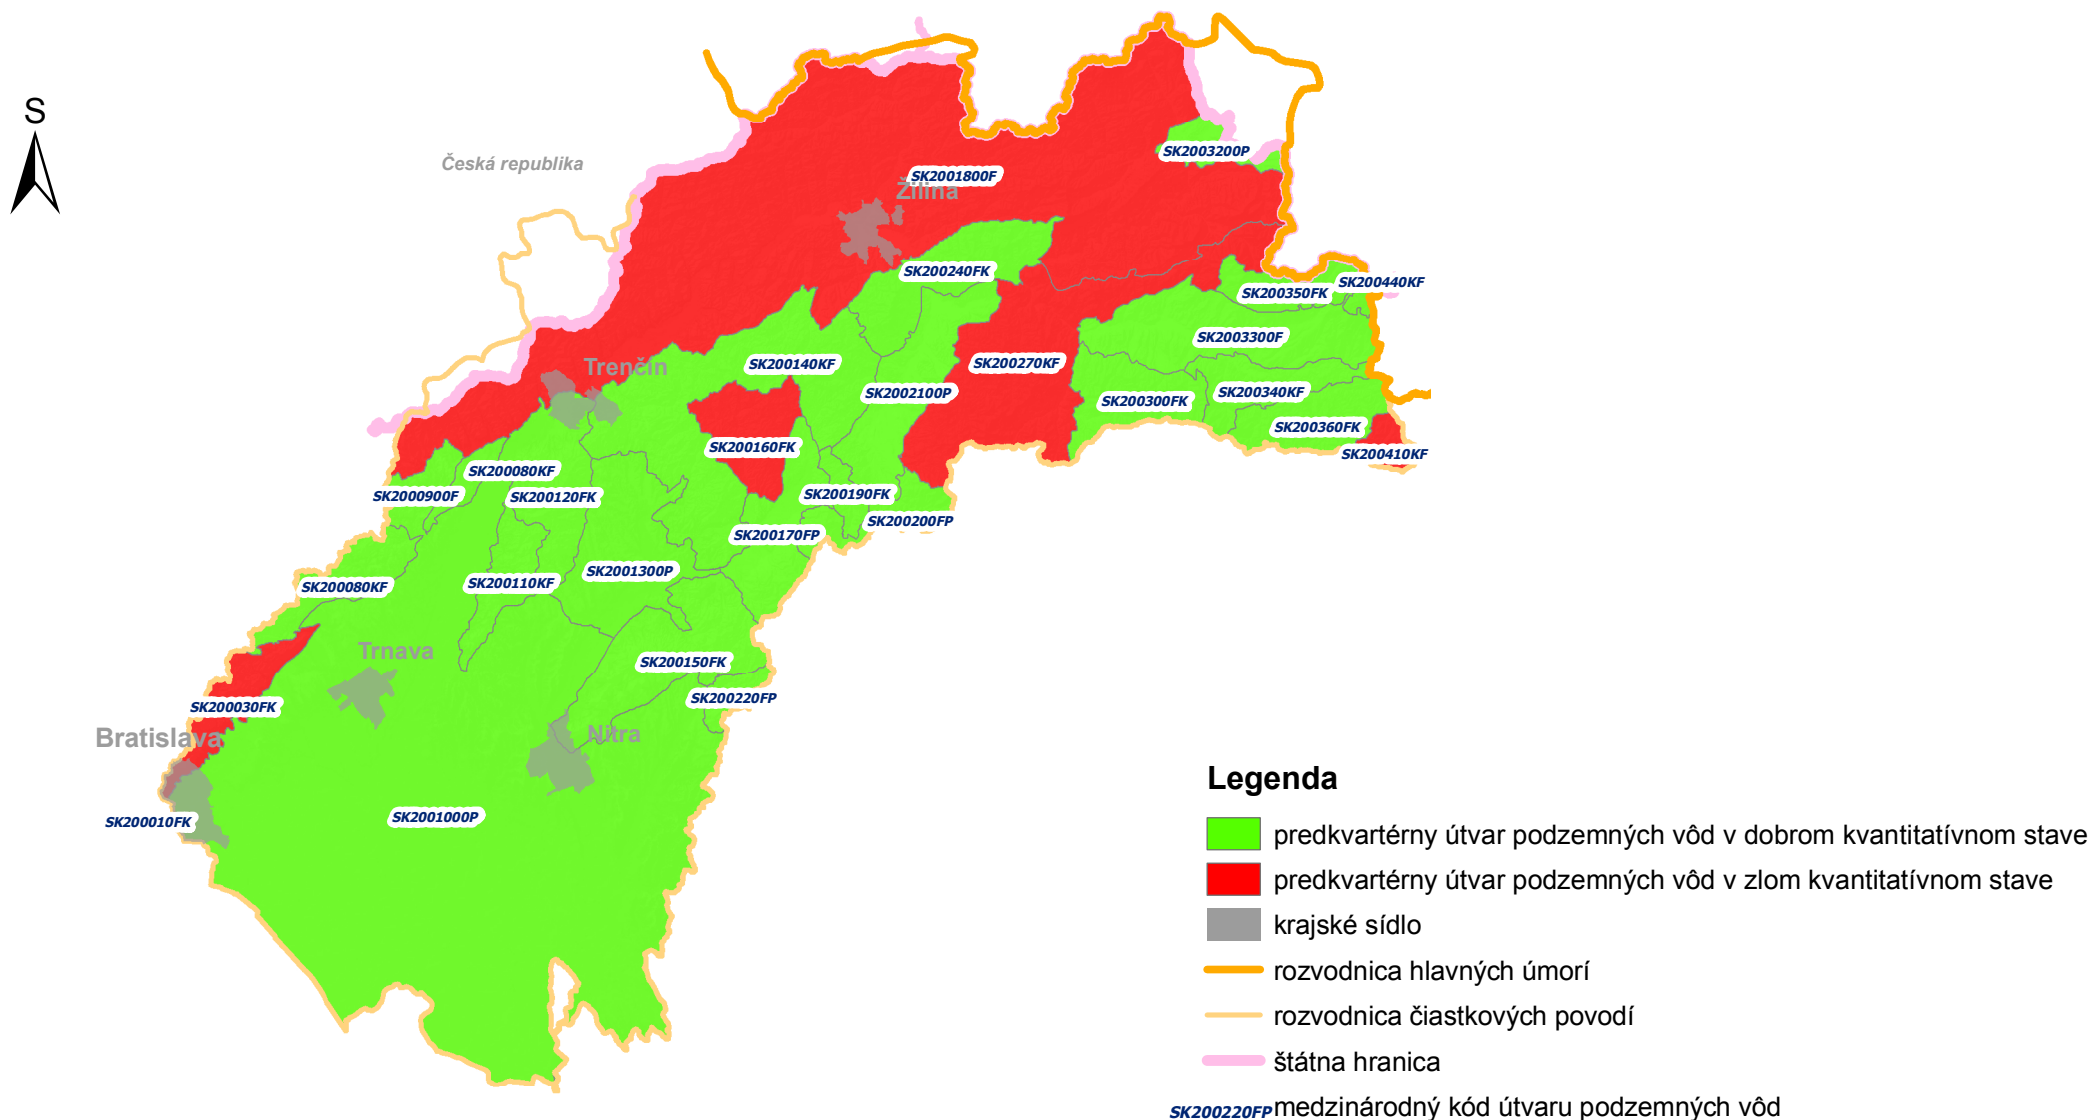 S
Česká republika
SK2003200P
SK2001800F
Žilina
SK200240FK
SK200350FK
SK200440KF
SK2003300F
Trenčín
SK200140KF
SK200270KF
SK2002100P
SK200300FK
SK200340KF
SK200360FK
SK200160FK
SK200410KF
SK200080KF
SK2000900F
SK200120FK
SK200190FK
SK200200FP
SK200170FP
SK2001300P
SK200110KF
SK200080KF
Trnava
SK200150FK
SK200220FP
SK200030FK
Bratislava
Nitra
SK2001000P
SK200010FK
Legenda
predkvartérny útvar podzemných vôd v dobrom kvantitatívnom stave
predkvartérny útvar podzemných vôd v zlom kvantitatívnom stave
krajské sídlo
rozvodnica hlavných úmorí
rozvodnica čiastkových povodí
štátna hranica
SK200220FP medzinárodný kód útvaru podzemných vôd